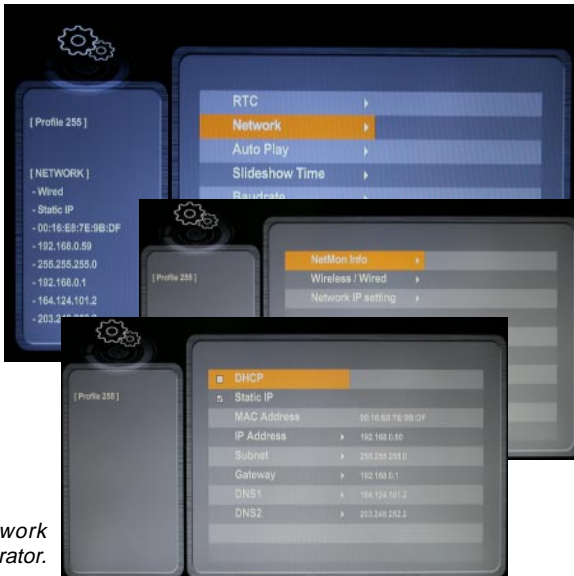 [ Profile 255 ]
[ NETWORK ]
- Wired
- Static IP
- 00:16:E8:7E:9B:DF
- 192.168.0.59
- 255.255.255.0
- 192.168.0.1
- 164.124.101.2
RTC
Network
Auto Play
Slideshow Time
Baudrate
[ Profile 255 ]
NetMon Info
Wireless / Wired
Network IP setting
[ Profile 255 ]
DHCP
Static IP
MAC Address 00:16:E8:7E:9B:DF
IP Address 192.168.0.60
Subnet 255.255.255.0
Gateway 192.168.0.1
DNS1 164.124.101.2
DNS2 203.248.252.2
work
rator.